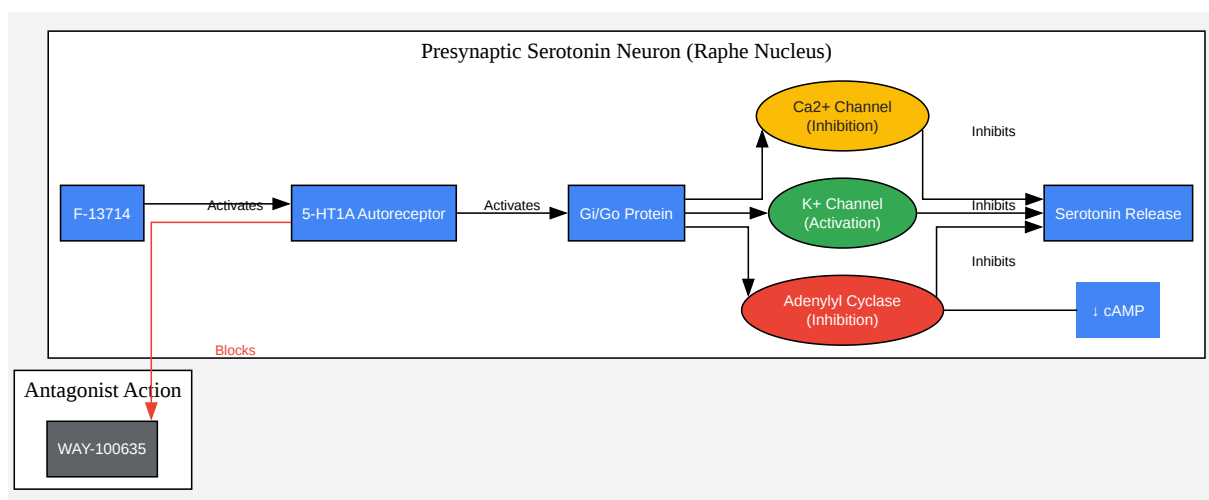 Presynaptic Serotonin Neuron (Raphe Nucleus)
Ca2+ Channel
(Inhibition)
Inhibits
F-13714
Activates
5-HT1A Autoreceptor
Activates
Gi/Go Protein
K+ Channel
(Activation)
Inhibits
Serotonin Release
Inhibits
Adenylyl Cyclase
(Inhibition)
↓ cAMP
Blocks
Antagonist Action
WAY-100635